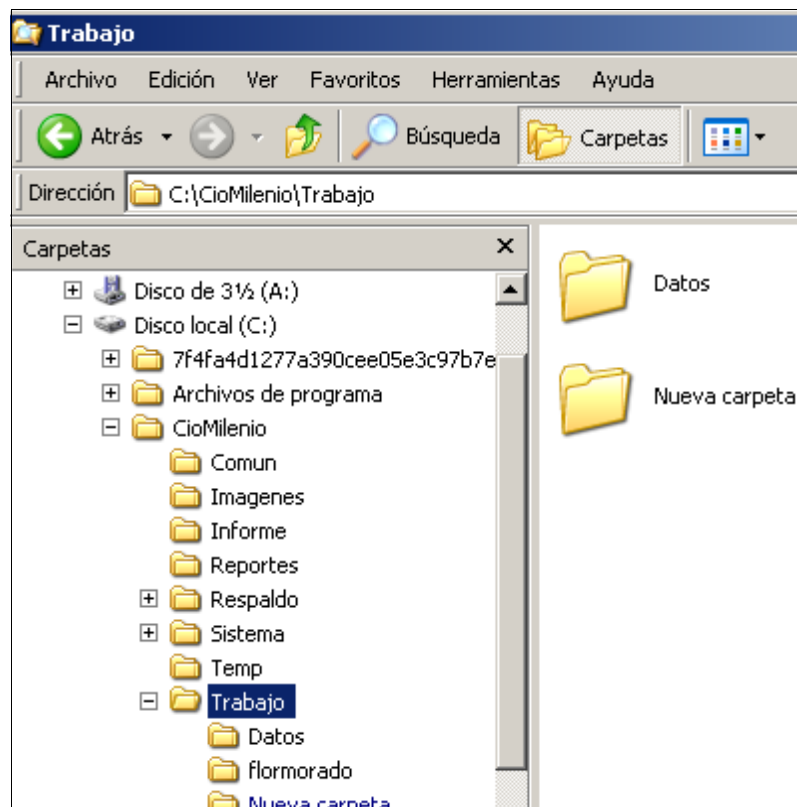 Trabajo
Archivo Edición Ver Favoritos Herramientas Ayuda
Atrás Búsqueda Carpetas
Dirección C:\CioMilenio\Trabajo
Carpetas
Disco de 3½ (A:)
Disco local (C:)
7f4fa4d1277a390cee05e3c97b7e
Archivos de programa
CioMilenio
Comun
Imagenes
Informe
Reportes
Respaldo
Sistema
Temp
Trabajo
Datos
flormorado
Nueva carpeta
Datos
Nueva carpeta